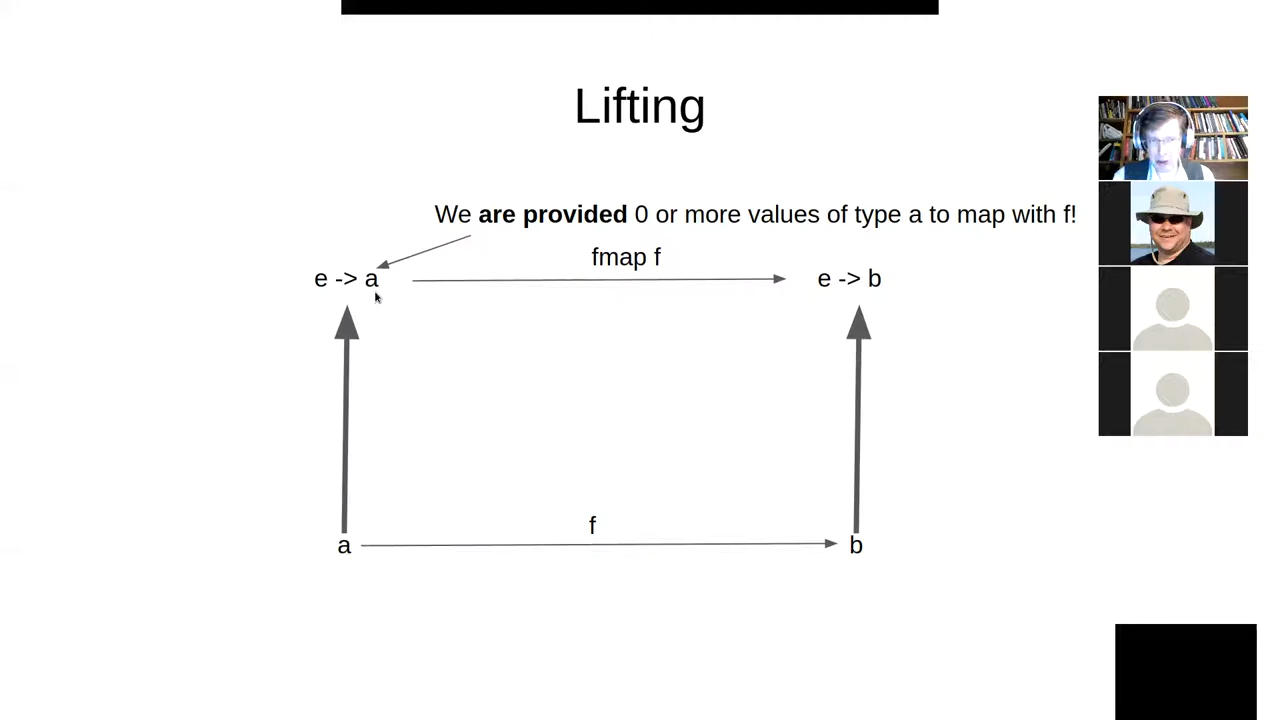 Lifting
We are provided 0 or more values of type a to map with f!
fmap f
e -> a
e -> b
f
a
b